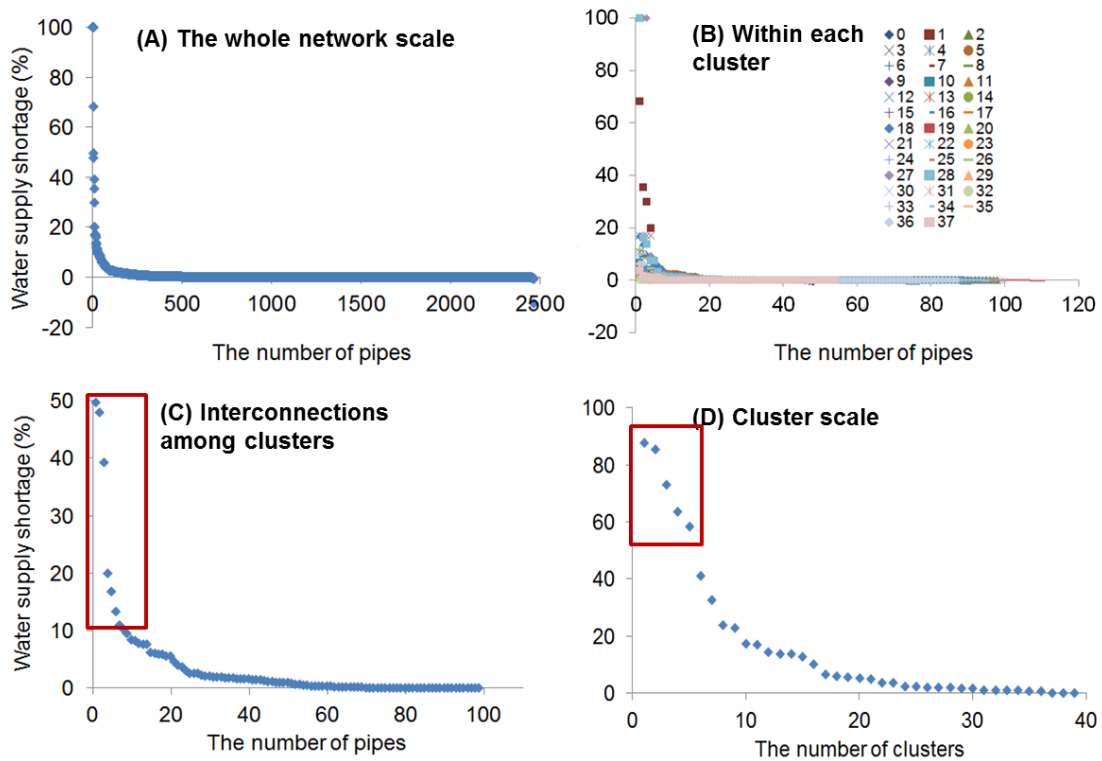 (A) The whole network scale
Water supply shortage (%)
100
80
60
40
20
0
-20
0 500 1000 1500 2000 2500
The number of pipes
(B) Within each
cluster
100
80
60
40
20
0
20
0 20 40 60 80 100 120
The number of pipes
0 1 2
3 4 5
6 7 8
9 10 11
12 13 14
15 16 17
18 19 20
21 22 23
24 25 26
27 28 29
30 31 32
33 34 35
36 37
(C) Interconnections
among clusters
Water supply shortage (%)
50
40
30
20
10
0
0 20 40 60 80 100
The number of pipes
(D) Cluster scale
100
80
60
40
20
0
0 10 20 30 40
The number of clusters